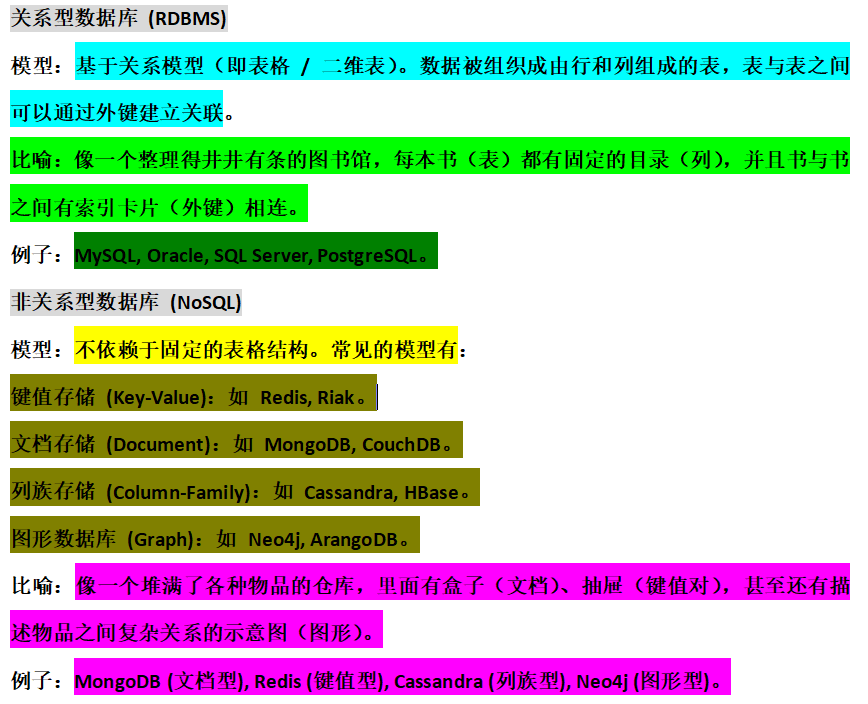 关系型数据库 (RDBMS)
模型：基于关系模型（即表格 / 二维表）。数据被组织成由行和列组成的表，表与表之间
可以通过外键建立关联。
比喻：像一个整理得井井有条的图书馆，每本书（表）都有固定的目录（列），并且书与书
之间有索引卡片（外键）相连。
例子：MySQL, Oracle, SQL Server, PostgreSQL。
非关系型数据库 (NoSQL)
模型：不依赖于固定的表格结构。常见的模型有：
键值存储 (Key-Value)：如 Redis, Riak。
文档存储 (Document)：如 MongoDB, CouchDB。
列族存储 (Column-Family)：如 Cassandra, HBase。
图形数据库 (Graph)：如 Neo4j, ArangoDB。
比喻：像一个堆满了各种物品的仓库，里面有盒子（文档）、抽屉（键值对），甚至还有描
述物品之间复杂关系的示意图（图形）。
例子：MongoDB (文档型), Redis (键值型), Cassandra (列族型), Neo4j (图形型)。